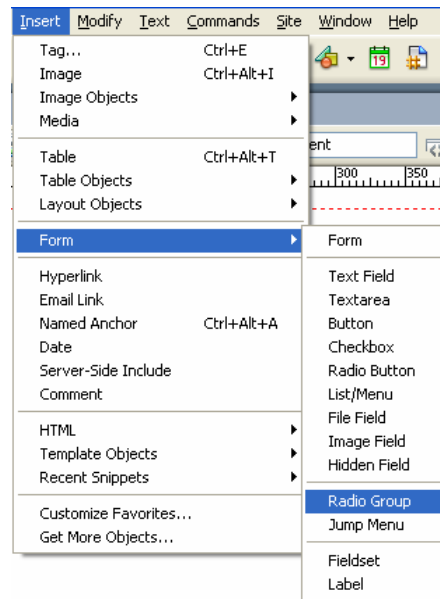 Insert Modify Text Commands Site Window Help
Tag... Ctrl+E
Image Ctrl+Alt+I
Image Objects
Media
19
ent
Table Ctrl+Alt+T
Table Objects
Layout Objects
300 350
Form
Hyperlink
Email Link
Named Anchor Ctrl+Alt+A
Date
Server-Side Include
Comment
HTML
Template Objects
Recent Snippets
Customize Favorites...
Get More Objects...
Form
Text Field
Textarea
Button
Checkbox
Radio Button
List/Menu
File Field
Image Field
Hidden Field
Radio Group
Jump Menu
Fieldset
Label